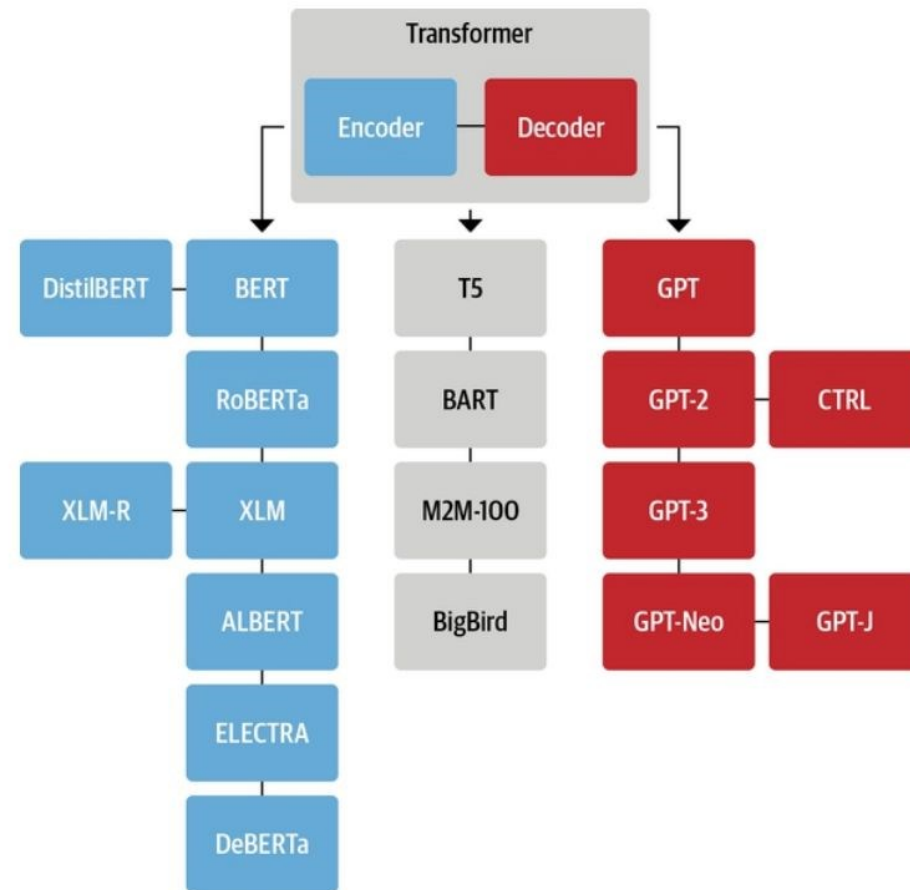 Transformer
Encoder
Decoder
DistilBERT
BERT
T5
GPT
RoBERTa
BART
GPT-2
CTRL
XLM-R
XLM
M2M-100
GPT-3
ALBERT
BigBird
GPT-Neo
GPT-J
ELECTRA
DeBERTa